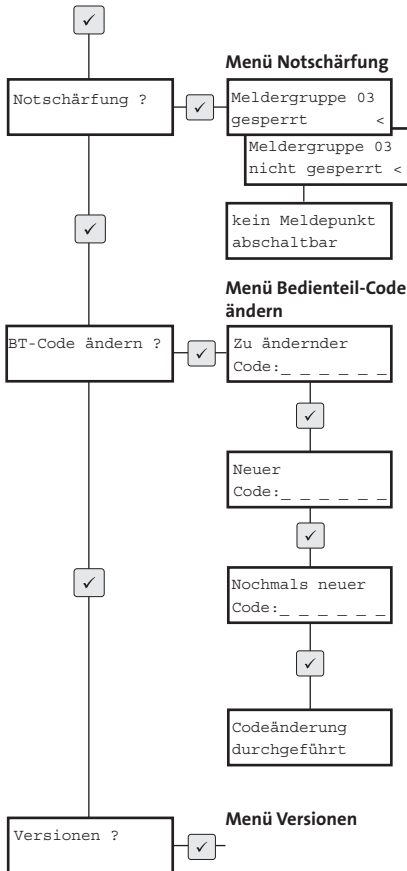 Menü Notschärfung
Notschärfung ?
Meldergruppe 03
gesperrt <
Meldergruppe 03
nicht gesperrt <
kein Meldepunkt
abschaltbar
Menü Bedienteil-Code
ändern
BT-Code ändern ?
Zu ändernder
Code:_ _ _ _ _ _
Neuer
Code:_ _ _ _ _ _
Nochmals neuer
Code:_ _ _ _ _ _
Codeänderung
durchgeführt
Menü Versionen
Versionen ?